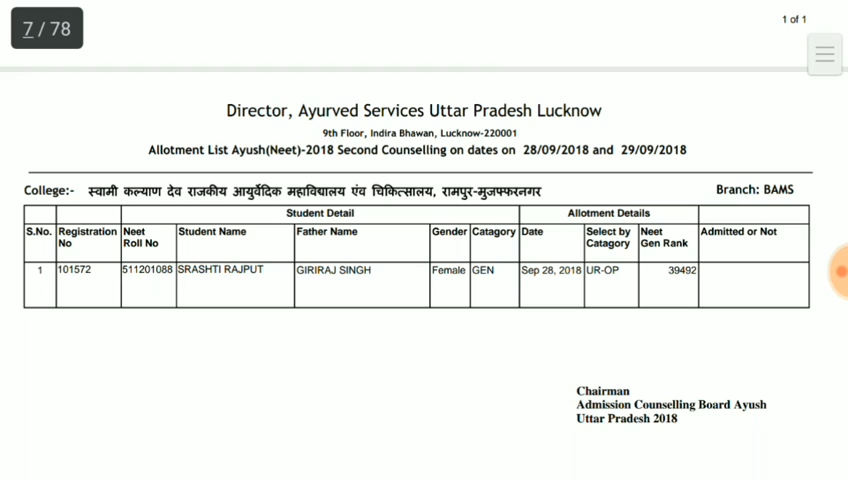 7 / 78
1 of 1
Director, Ayurved Services Uttar Pradesh Lucknow
9th Floor, Indira Bhawan, Lucknow-220001
Allotment List Ayush(Neet)-2018 Second Counselling on dates on 28/09/2018 and 29/09/2018
College:- स्वामी कल्याण देव राजकीय आयुर्वेदिक महाविद्यालय एंव चिकित्सालय, रामपुर-मुजफ्फरनगर Branch: BAMS
Student Detail Allotment Details
S.No. Registration No Neet Roll No Student Name Father Name Gender Catagory Date Select by Catagory Neet Gen Rank Admitted or Not
1 101572 511201088 SRASHTI RAJPUT GIRIRAJ SINGH Female GEN Sep 28, 2018 UR-OP 39492
Chairman
Admission Counselling Board Ayush
Uttar Pradesh 2018